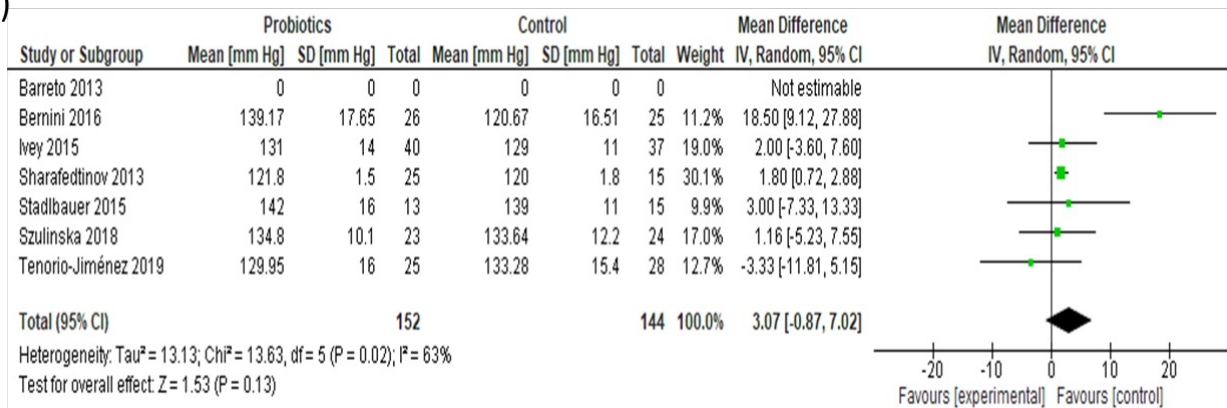 )
Probiotics Control Mean Difference Mean Difference
Study or Subgroup Mean [mm Hg] SD [mm Hg] Total Mean [mm Hg] SD [mm Hg] Total Weight IV, Random, 95% CI IV, Random, 95% CI
Barreto 2013 0 0 0 0 0 0 Not estimable
Bernini 2016 139.17 17.65 26 120.67 16.51 25 11.2% 18.50 [9.12, 27.88]
Ivey 2015 131 14 40 129 11 37 19.0% 2.00 [-3.60, 7.60]
Sharafedtinov 2013 121.8 1.5 25 120 1.8 15 30.1% 1.80 [0.72, 2.88]
Stadlbauer 2015 142 16 13 139 11 15 9.9% 3.00 [-7.33, 13.33]
Szulinska 2018 134.8 10.1 23 133.64 12.2 24 17.0% 1.16 [-5.23, 7.55]
Tenorio-Jiménez 2019 129.95 16 25 133.28 15.4 28 12.7% -3.33 [-11.81, 5.15]
Total (95% CI) 152 144 100.0% 3.07 [-0.87, 7.02]
Heterogeneity: Tau² = 13.13; Chi² = 13.63, df = 5 (P = 0.02); I² = 63%
Test for overall effect: Z = 1.53 (P = 0.13)
-20 -10 0 10 20
Favours [experimental] Favours [control]